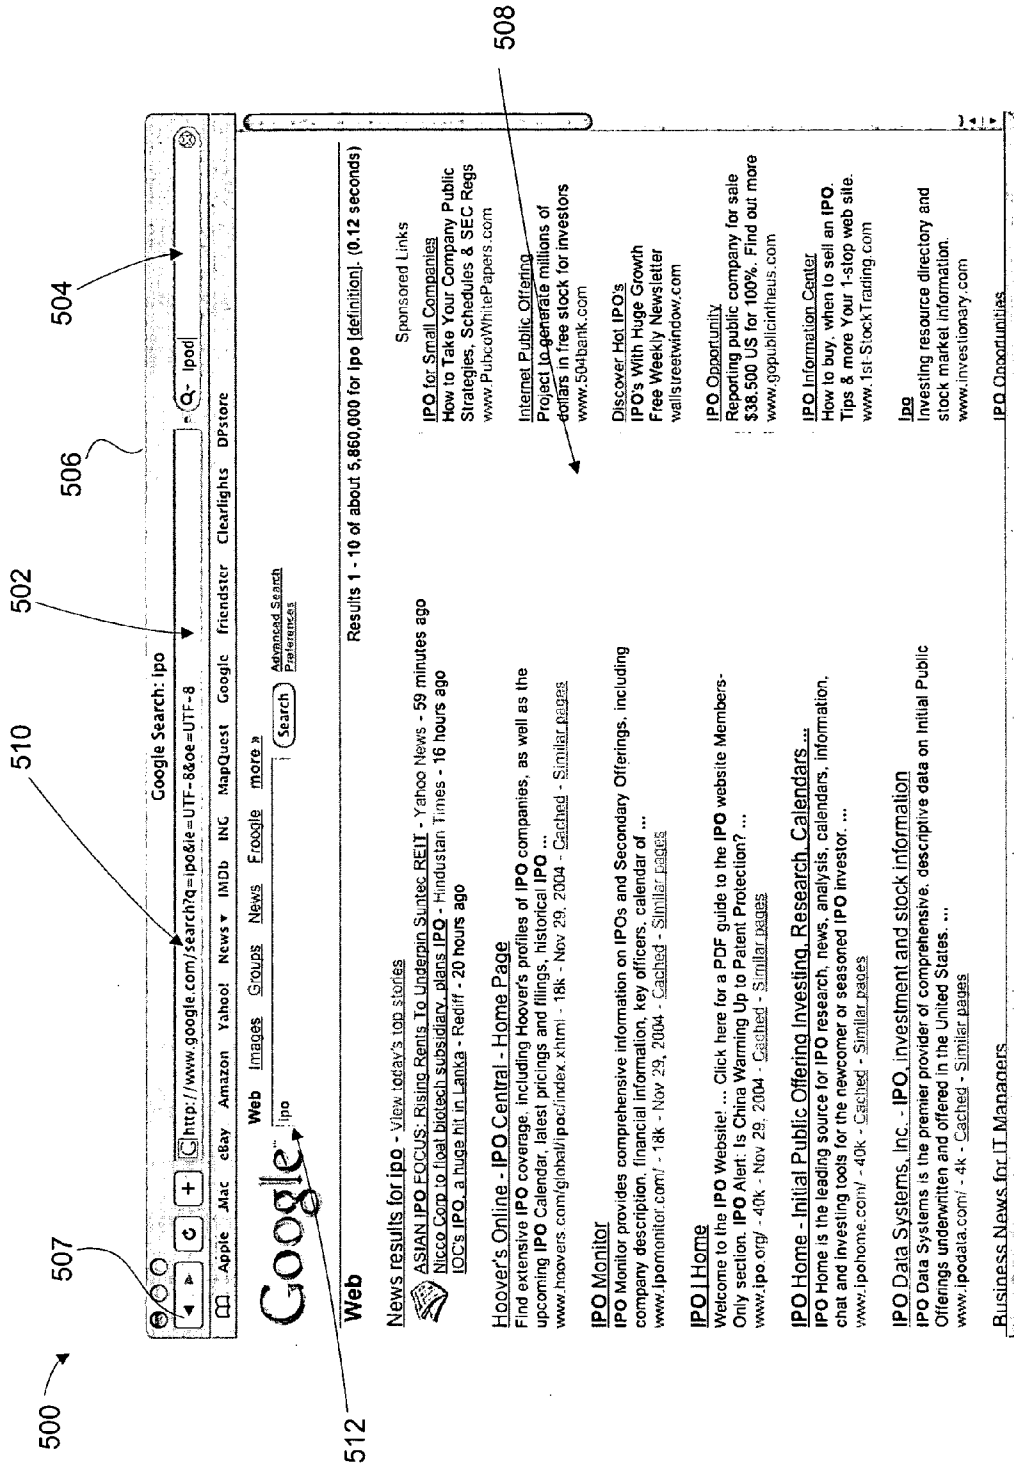 500
507
510
502
506
504
508
512
Google Search: ipo
http://www.google.com/search?q=ipo&ie=UTF-8&oe=UTF-8
Q- Ipod
Apple .Mac eBay Amazon Yahoo! News ▾ IMDb ING MapQuest Google friendster Clearlights DPstore
Google™
Web Images Groups News Froogle more »
ipo
Search
Advanced Search
Preferences
Web
Results 1 - 10 of about 5,860,000 for ipo [definition]. (0.12 seconds)
News results for ipo - View today's top stories
ASIAN IPO FOCUS: Rising Rents To Underpin Suntec REIT - Yahoo News - 59 minutes ago
Nicco Corp to float biotech subsidiary, plans IPO - Hindustan Times - 16 hours ago
IOC's IPO, a huge hit in Lanka - Rediff - 20 hours ago
Hoover's Online - IPO Central - Home Page
Find extensive IPO coverage, including Hoover's profiles of IPO companies, as well as the
upcoming IPO Calendar, latest pricings and filings, historical IPO ...
www.hoovers.com/global/ipoc/index.xhtml - 18k - Nov 29, 2004 - Cached - Similar pages
IPO Monitor
IPO Monitor provides comprehensive information on IPOs and Secondary Offerings, including
company description, financial information, key officers, calendar of ...
www.ipomonitor.com/ - 18k - Nov 29, 2004 - Cached - Similar pages
IPO | Home
Welcome to the IPO Website! ... Click here for a PDF guide to the IPO website Members-
Only section. IPO Alert: Is China Warming Up to Patent Protection? ...
www.ipo.org/ - 40k - Nov 29, 2004 - Cached - Similar pages
IPO Home - Initial Public Offering Investing, Research, Calendars ...
IPO Home is the leading source for IPO research, news, analysis, calendars, information,
chat and investing tools for the newcomer or seasoned IPO investor. ...
www.ipohome.com/ - 40k - Cached - Similar pages
IPO Data Systems, Inc. - IPO, investment and stock information
IPO Data Systems is the premier provider of comprehensive, descriptive data on Initial Public
Offerings underwritten and offered in the United States. ...
www.ipodata.com/ - 4k - Cached - Similar pages
Business News for IT Managers
Sponsored Links
IPO for Small Companies
How to Take Your Company Public
Strategies, Schedules & SEC Regs
www.PubcoWhitePapers.com
Internet Public Offering
Project to generate millions of
dollars in free stock for investors
www.504bank.com
Discover Hot IPO's
IPO's With Huge Growth
Free Weekly Newsletter
wallstreetwindow.com
IPO Opportunity
Reporting public company for sale
$38,500 US for 100%. Find out more
www.gopublicintheus.com
IPO Information Center
How to buy, when to sell an IPO.
Tips & more Your 1-stop web site.
www.1st-StockTrading.com
Ipo
Investing resource directory and
stock market information.
www.investionary.com
IPO Opportunities